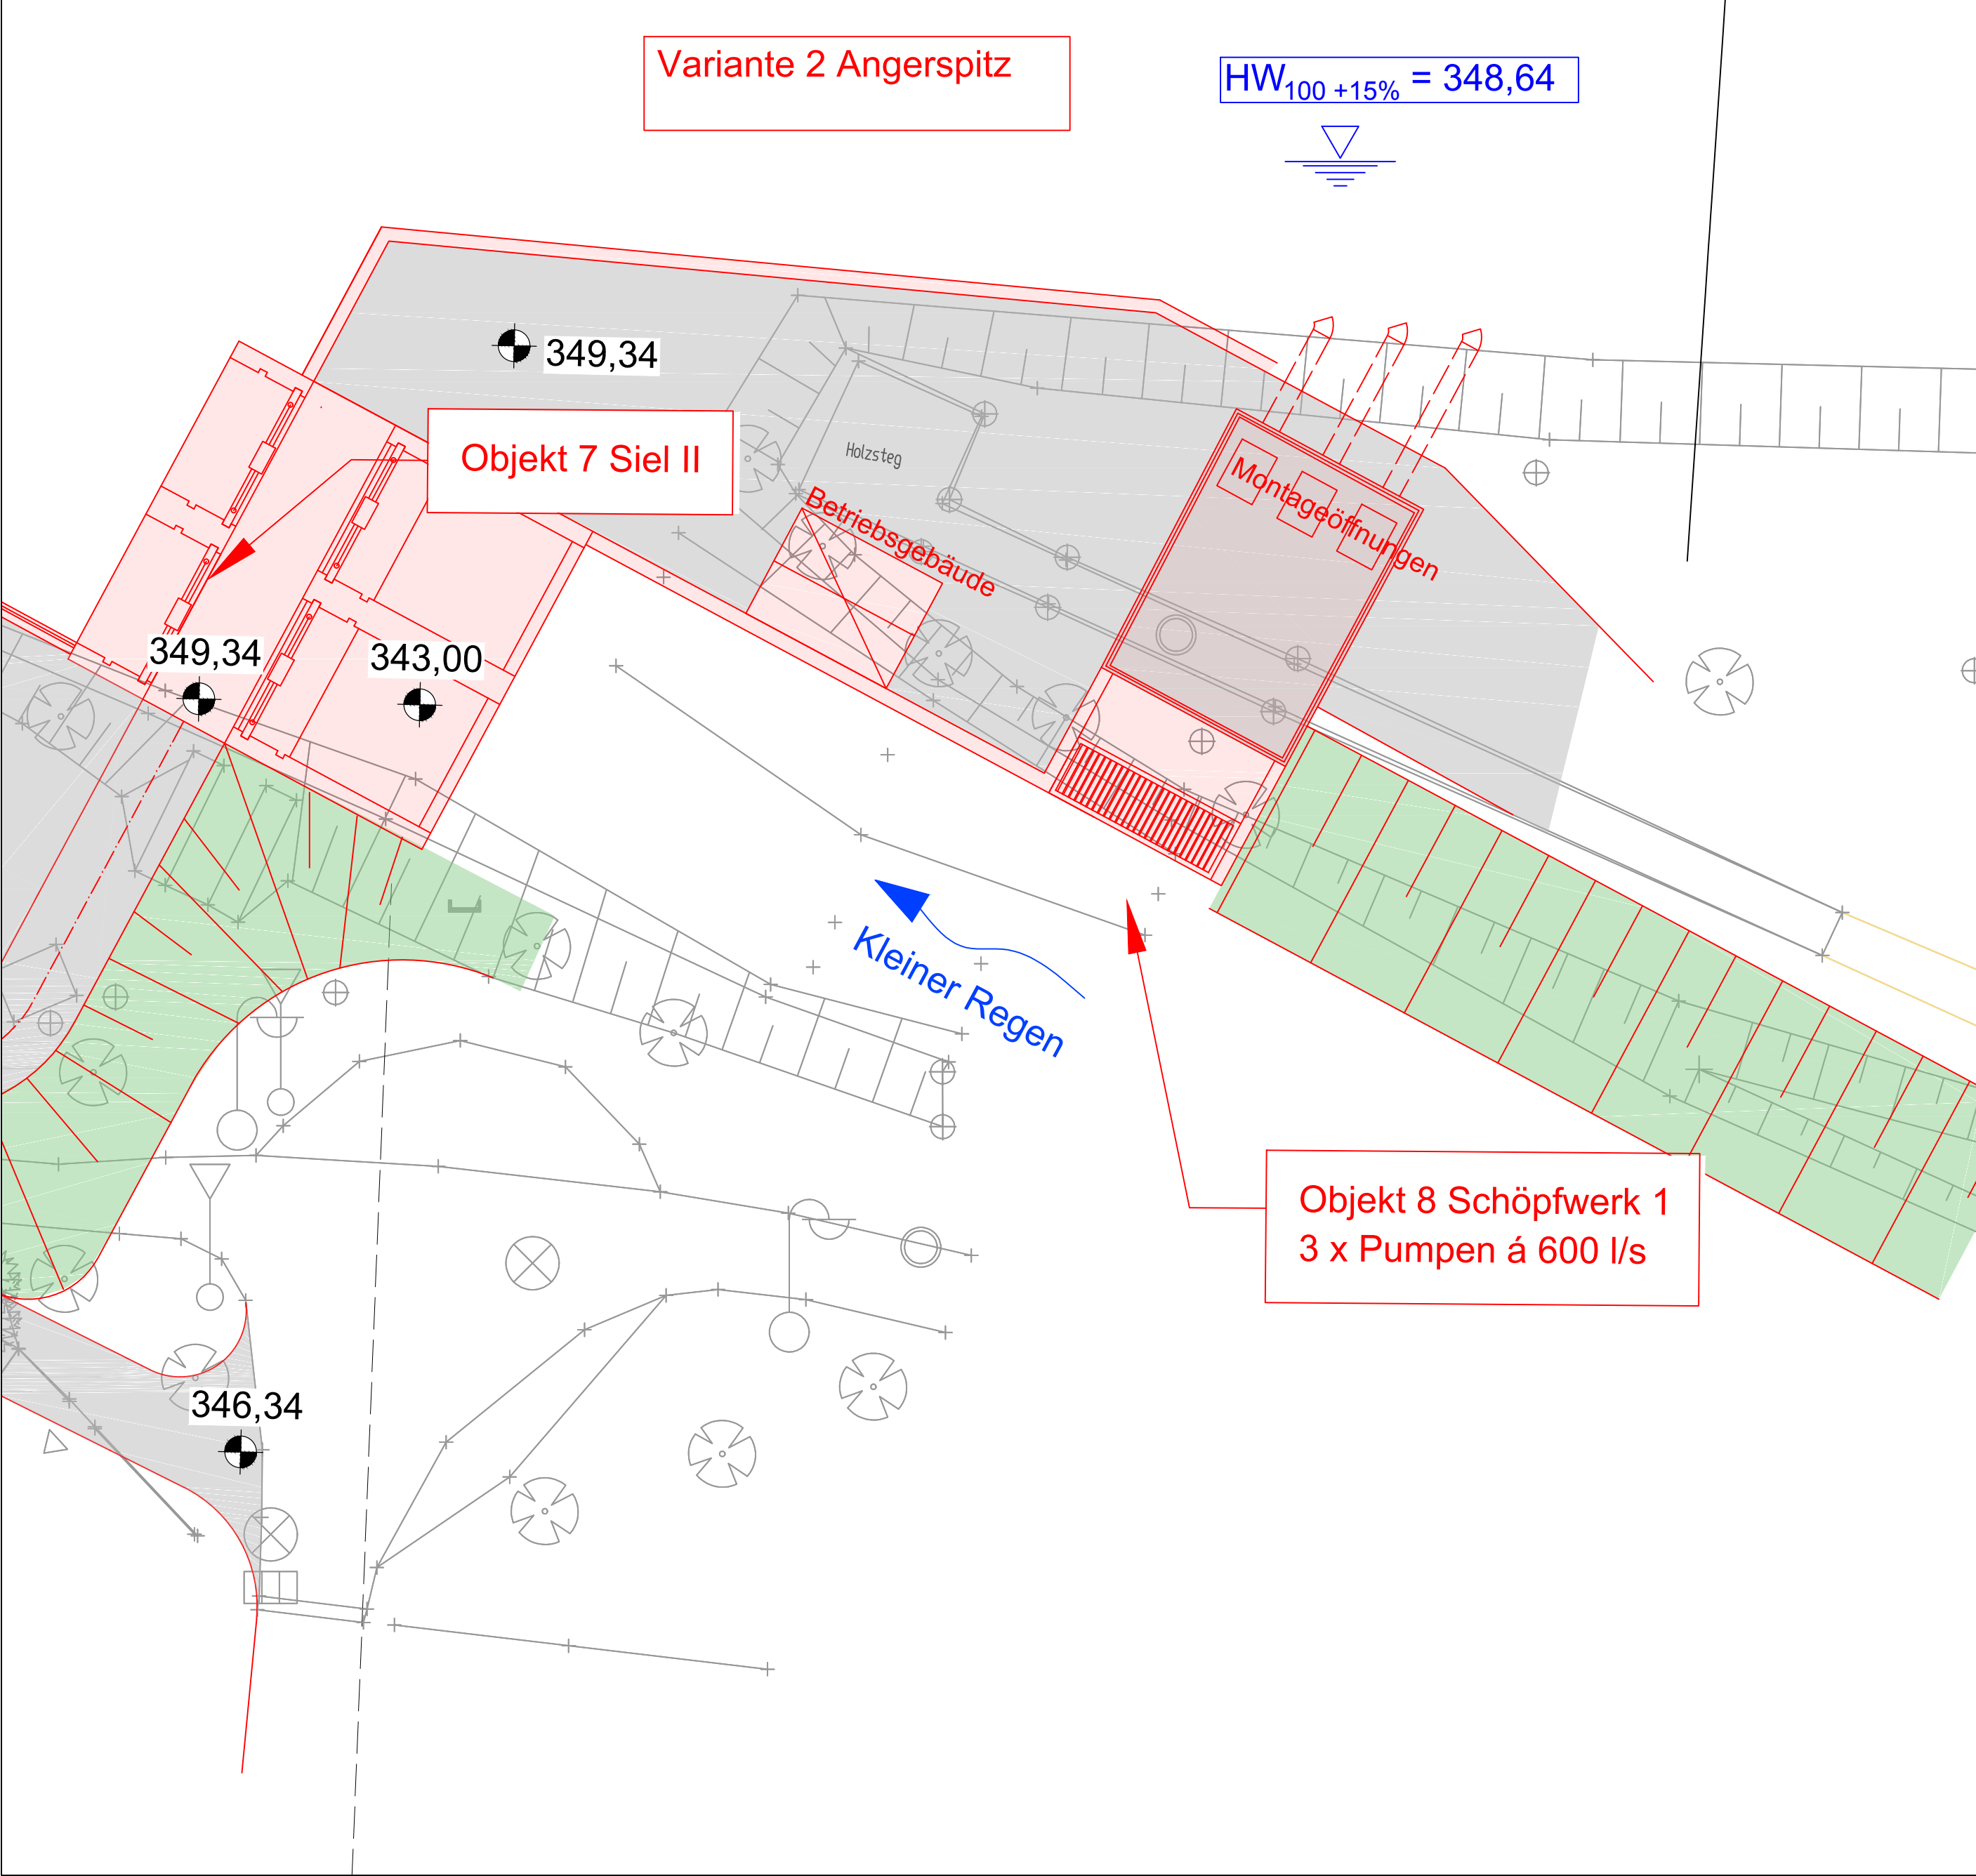 Variante 2 Angerspitz
HW100 +15% = 348,64
349,34
Objekt 7 Siel II
Holzsteg
Betriebsgebäude
Montageöffnungen
349,34
343,00
Kleiner Regen
Objekt 8 Schöpfwerk 1
3 x Pumpen á 600 l/s
346,34